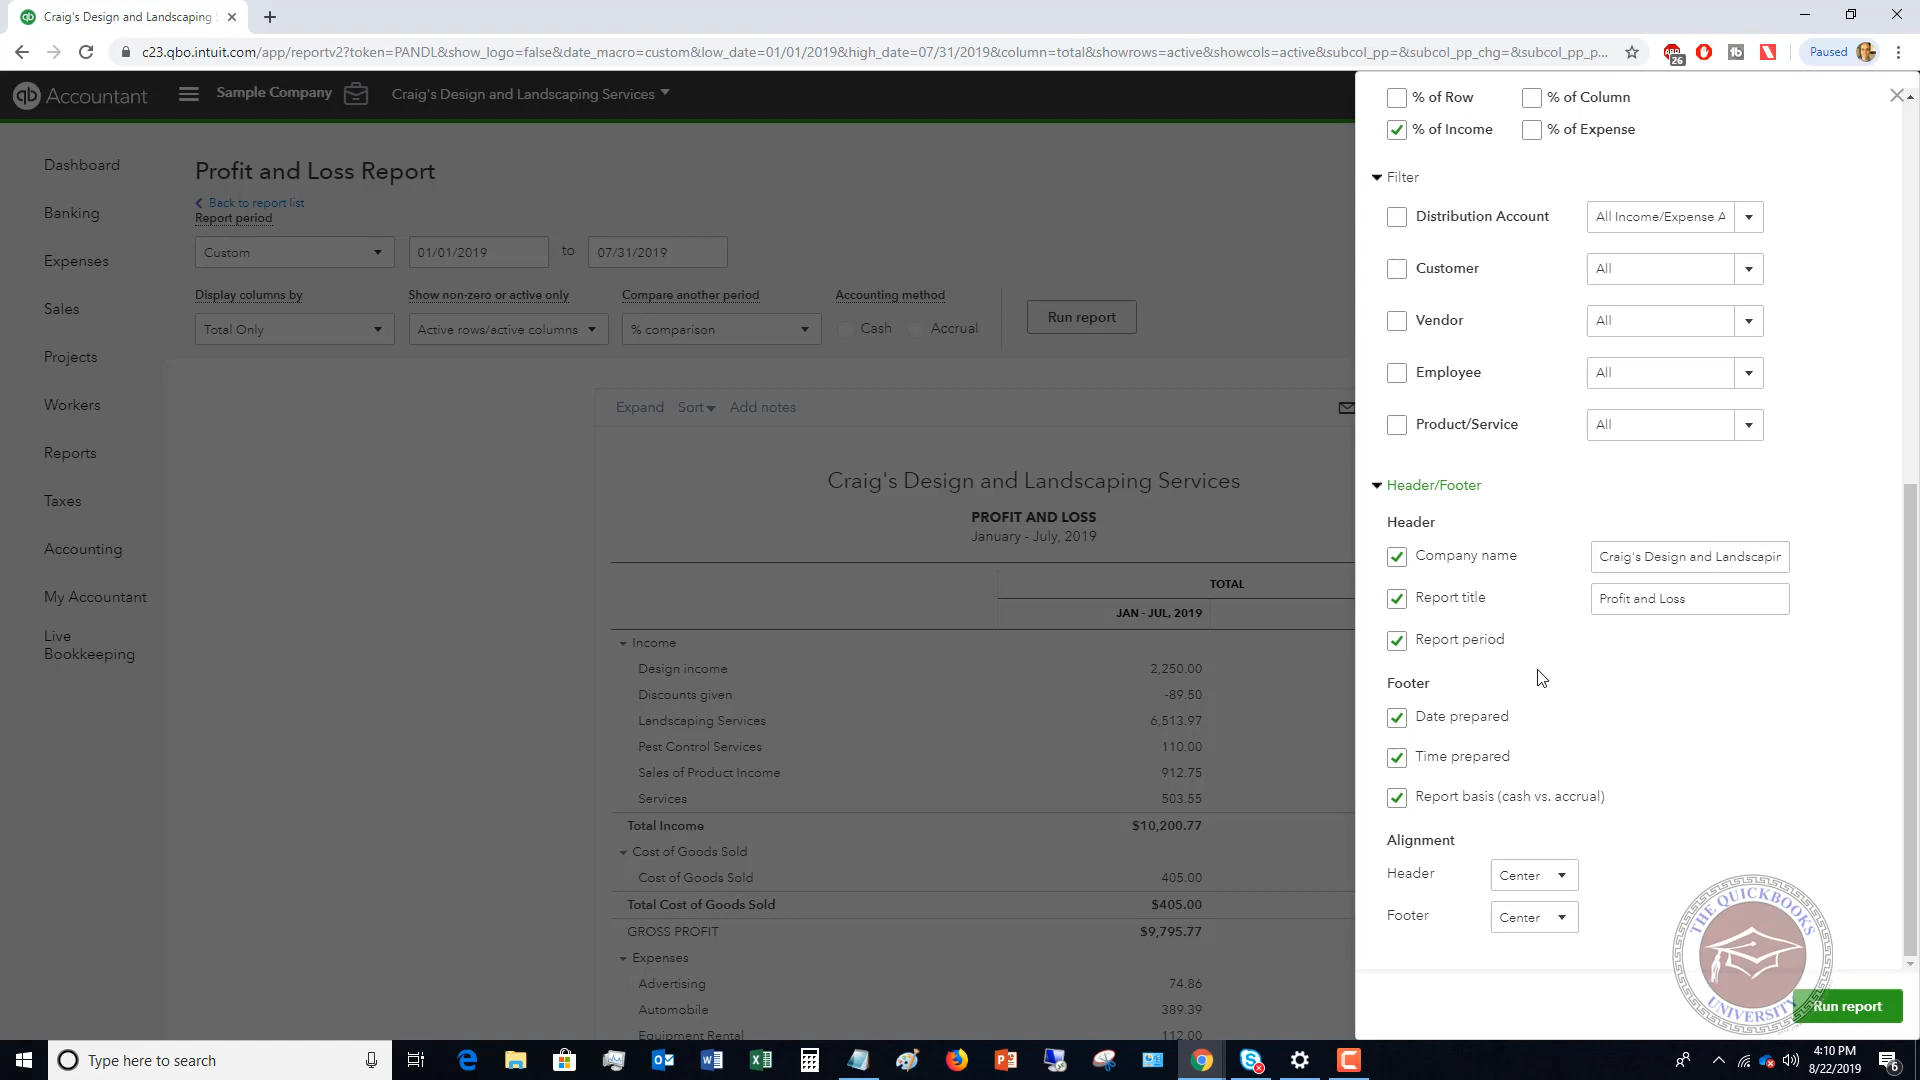 Craig's Design and Landscaping
c23.qbo.intuit.com/app/reportv2?token=PANDL&show_logo=false&date_macro=custom&low_date=01/01/2019&high_date=07/31/2019&column=total&showrows=active&showcols=active&subcol_pp=&subcol_pp_chg=&subcol_pp_p...
ABP
26
tb
Paused
qb Accountant
Sample Company
Craig's Design and Landscaping Services
Dashboard
Banking
Expenses
Sales
Projects
Workers
Reports
Taxes
Accounting
My Accountant
Live
Bookkeeping
Profit and Loss Report
Back to report list
Report period
Custom 01/01/2019 to 07/31/2019
Display columns by Show non-zero or active only Compare another period Accounting method
Total Only Active rows/active columns % comparison Cash Accrual Run report
Expand Sort Add notes
Craig's Design and Landscaping Services
PROFIT AND LOSS
January - July, 2019
TOTAL
JAN - JUL, 2019
Income
Design income 2,250.00
Discounts given -89.50
Landscaping Services 6,513.97
Pest Control Services 110.00
Sales of Product Income 912.75
Services 503.55
Total Income $10,200.77
Cost of Goods Sold
Cost of Goods Sold 405.00
Total Cost of Goods Sold $405.00
GROSS PROFIT $9,795.77
Expenses
Advertising 74.86
Automobile 389.39
Equipment Rental 112.00
% of Row % of Column
% of Income % of Expense
Filter
Distribution Account All Income/Expense A
Customer All
Vendor All
Employee All
Product/Service All
Header/Footer
Header
Company name Craig's Design and Landscapin
Report title Profit and Loss
Report period
Footer
Date prepared
Time prepared
Report basis (cash vs. accrual)
Alignment
Header Center
Footer Center
THE QUICKBOOKS
UNIVERSITY
Run report
Type here to search
4:10 PM
8/22/2019
6